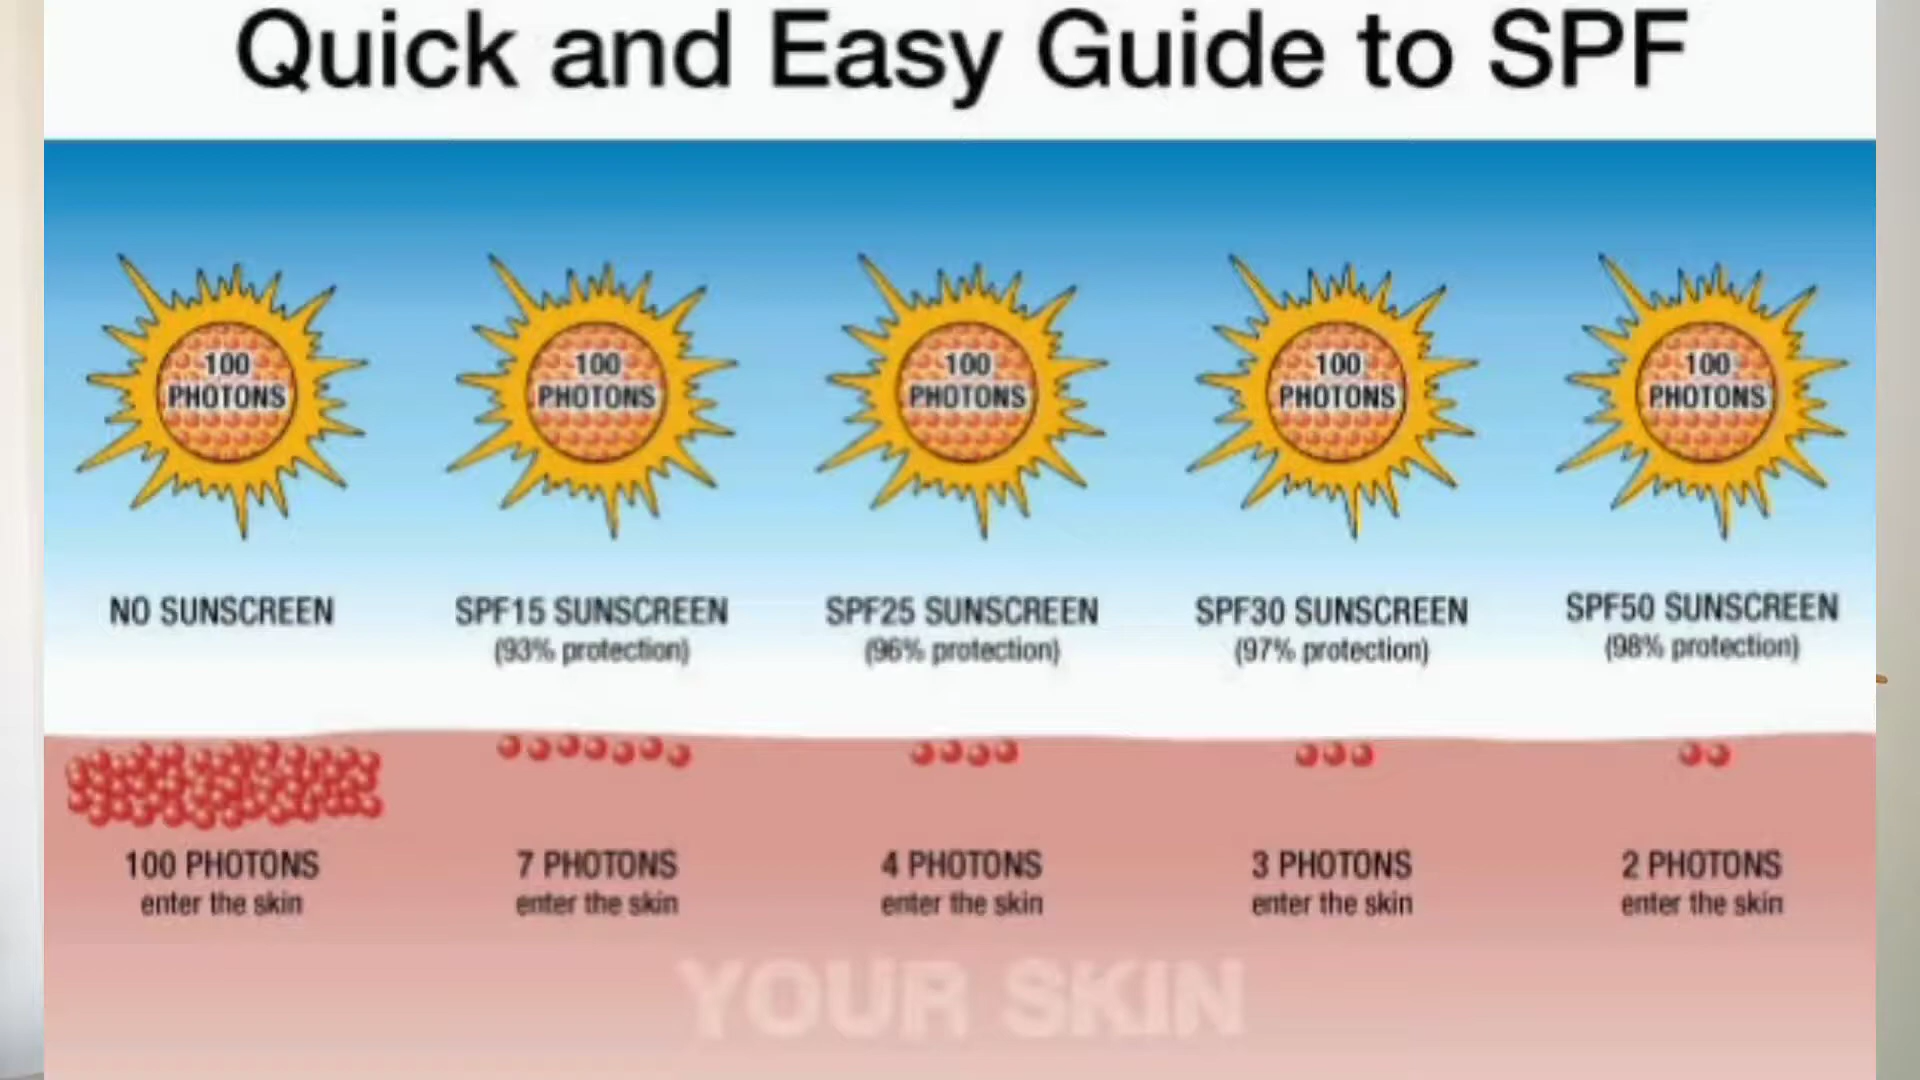 Quick and Easy Guide to SPF
100 PHOTONS
100 PHOTONS
100 PHOTONS
100 PHOTONS
100 PHOTONS
NO SUNSCREEN
SPF15 SUNSCREEN
(93% protection)
SPF25 SUNSCREEN
(96% protection)
SPF30 SUNSCREEN
(97% protection)
SPF50 SUNSCREEN
(98% protection)
100 PHOTONS
enter the skin
7 PHOTONS
enter the skin
4 PHOTONS
enter the skin
3 PHOTONS
enter the skin
2 PHOTONS
enter the skin
YOUR SKIN